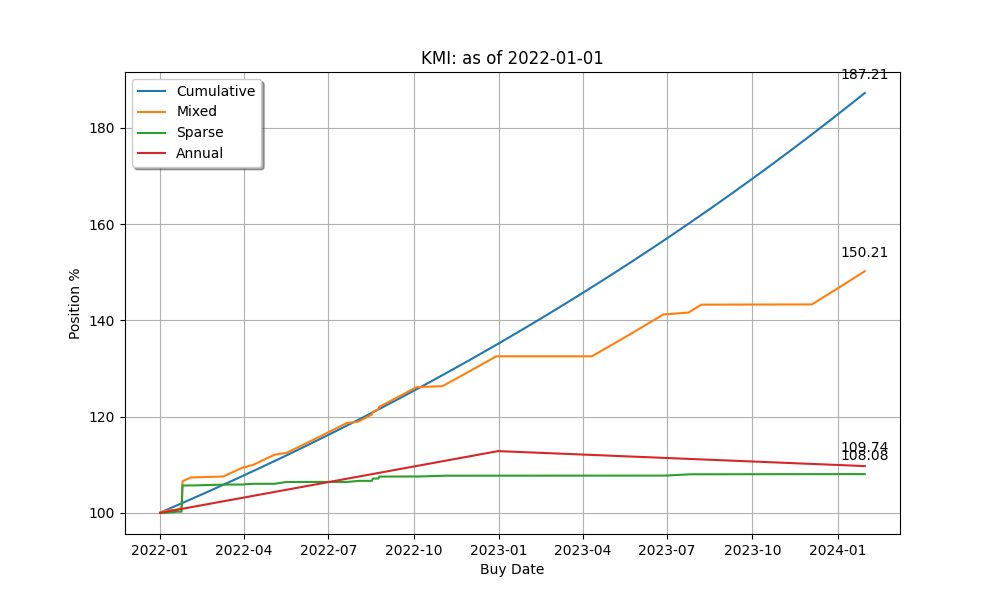 KMI: as of 2022-01-01
187.21
Cumulative
Mixed
Sparse
Annual
180
160
150.21
140
120
109.74
108.08
100
Position %
2022-01 2022-04 2022-07 2022-10 2023-01 2023-04 2023-07 2023-10 2024-01
Buy Date